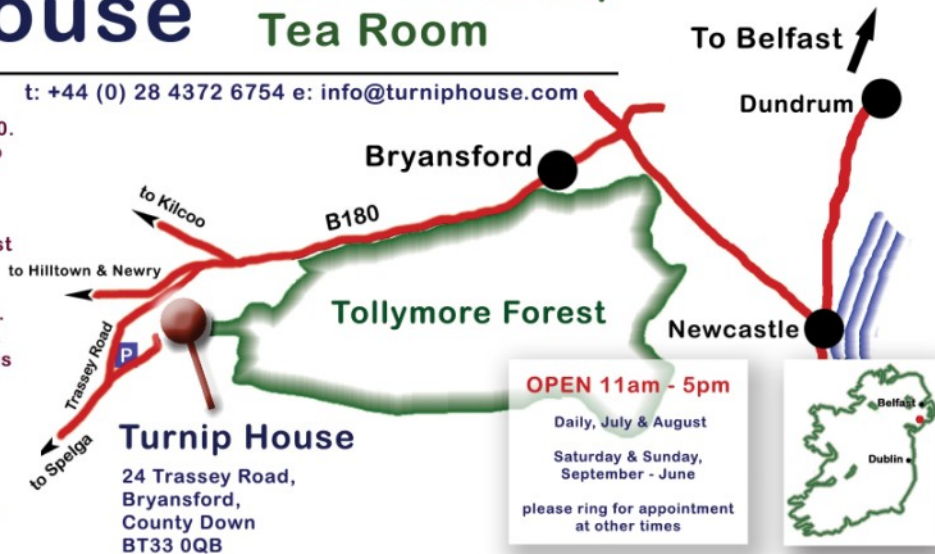 ouse
Tea Room
t: +44 (0) 28 4372 6754 e: info@turniphouse.com
To Belfast
Dundrum
Bryansford
to Kilcoo
B180
to Hilltown & Newry
Tollymore Forest
Newcastle
Trassey Road
P
to Spelga
Turnip House
24 Trassey Road,
Bryansford,
County Down
BT33 0QB
OPEN 11am - 5pm
Daily, July & August
Saturday & Sunday,
September - June
please ring for appointment
at other times
Belfast
Dublin